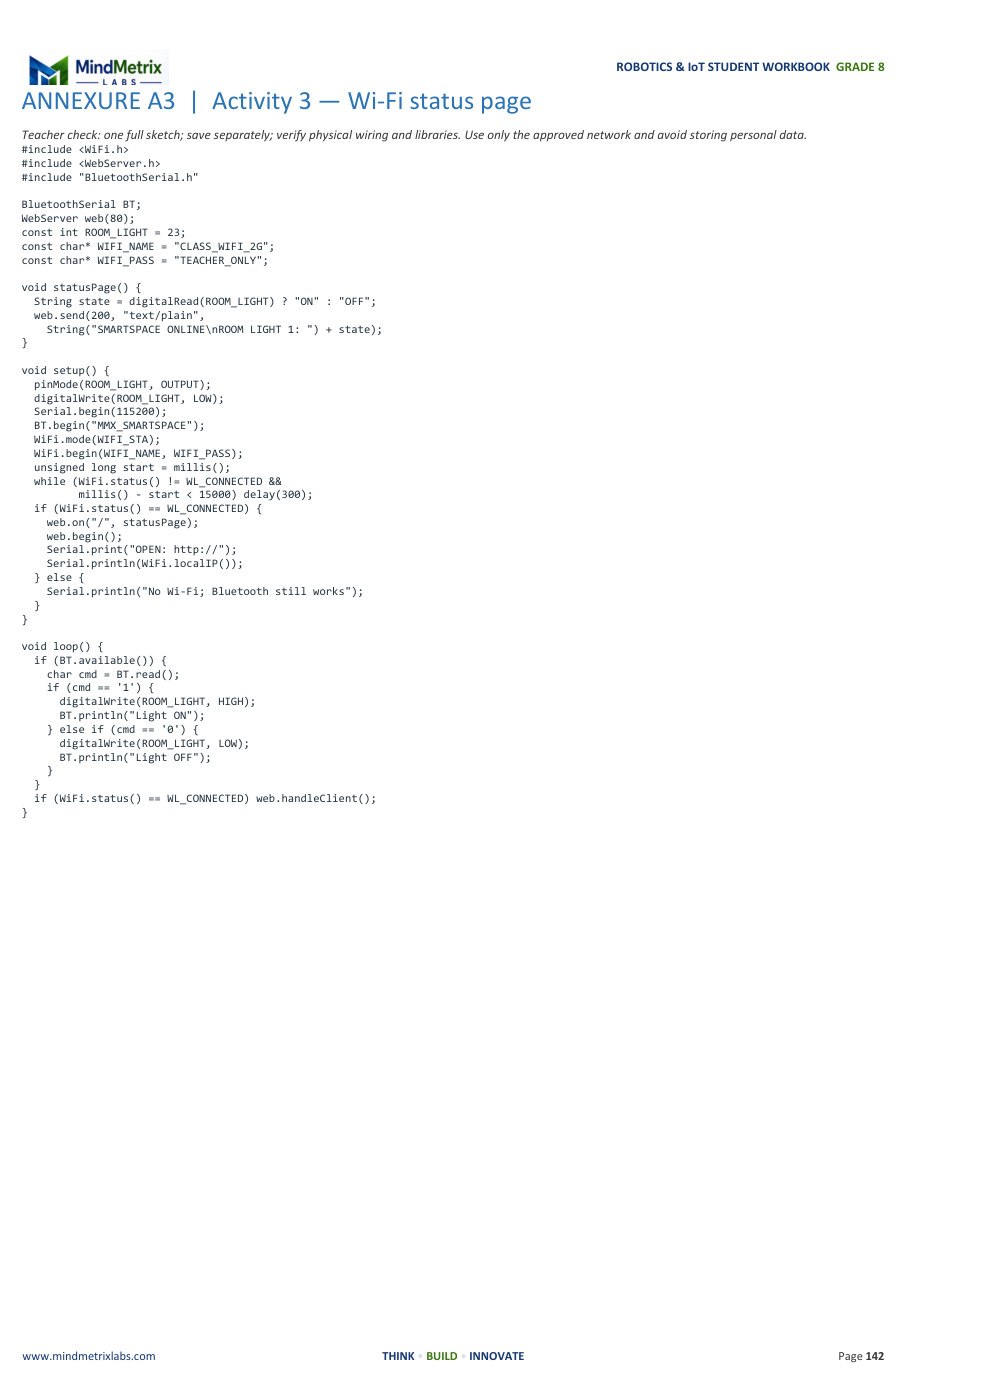 MindMetrix
LABS
ROBOTICS & IoT STUDENT WORKBOOK GRADE 8
ANNEXURE A3 | Activity 3 — Wi-Fi status page
Teacher check: one full sketch; save separately; verify physical wiring and libraries. Use only the approved network and avoid storing personal data.
#include <WiFi.h>
#include <WebServer.h>
#include "BluetoothSerial.h"

BluetoothSerial BT;
WebServer web(80);
const int ROOM_LIGHT = 23;
const char* WIFI_NAME = "CLASS_WIFI_2G";
const char* WIFI_PASS = "TEACHER_ONLY";

void statusPage() {
  String state = digitalRead(ROOM_LIGHT) ? "ON" : "OFF";
  web.send(200, "text/plain",
    String("SMARTSPACE ONLINE\nROOM LIGHT 1: ") + state);
}

void setup() {
  pinMode(ROOM_LIGHT, OUTPUT);
  digitalWrite(ROOM_LIGHT, LOW);
  Serial.begin(115200);
  BT.begin("MMX_SMARTSPACE");
  WiFi.mode(WIFI_STA);
  WiFi.begin(WIFI_NAME, WIFI_PASS);
  unsigned long start = millis();
  while (WiFi.status() != WL_CONNECTED &&
         millis() - start < 15000) delay(300);
  if (WiFi.status() == WL_CONNECTED) {
    web.on("/", statusPage);
    web.begin();
    Serial.print("OPEN: http://");
    Serial.println(WiFi.localIP());
  } else {
    Serial.println("No Wi-Fi; Bluetooth still works");
  }
}

void loop() {
  if (BT.available()) {
    char cmd = BT.read();
    if (cmd == '1') {
      digitalWrite(ROOM_LIGHT, HIGH);
      BT.println("Light ON");
    } else if (cmd == '0') {
      digitalWrite(ROOM_LIGHT, LOW);
      BT.println("Light OFF");
    }
  }
  if (WiFi.status() == WL_CONNECTED) web.handleClient();
}
www.mindmetrixlabs.com
THINK • BUILD • INNOVATE
Page 142